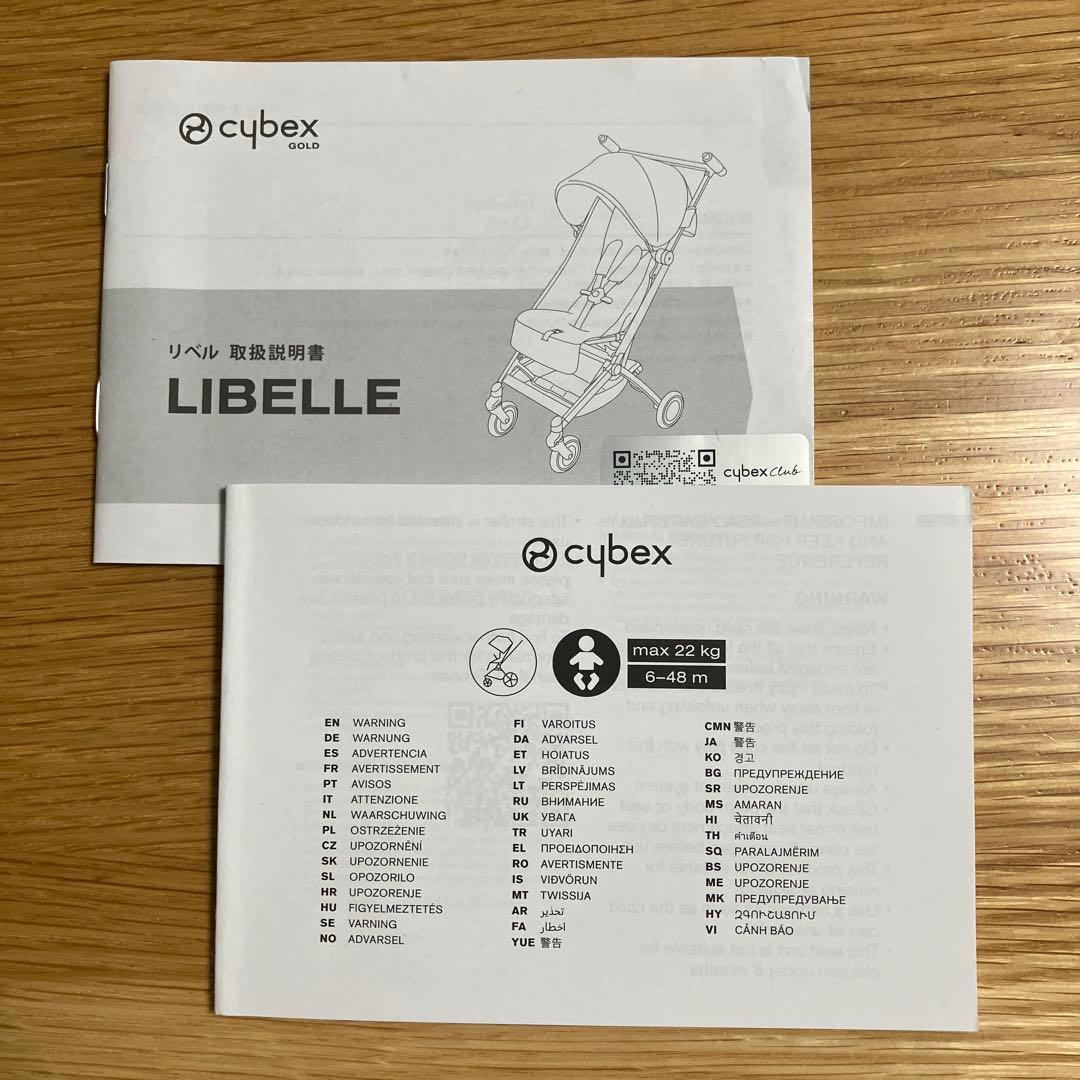 cybex
GOLD
リベル 取扱説明書
LIBELLE
cybex club
cybex
max 22 kg
6–48 m
EN WARNING
DE WARNUNG
ES ADVERTENCIA
FR AVERTISSEMENT
PT AVISOS
IT ATTENZIONE
NL WAARSCHUWING
PL OSTRZEŻENIE
CZ UPOZORNĚNÍ
SK UPOZORNENIE
SL OPOZORILO
HR UPOZORENJE
HU FIGYELMEZTETÉS
SE VARNING
NO ADVARSEL
FI VAROITUS
DA ADVARSEL
ET HOIATUS
LV BRĪDINĀJUMS
LT PERSPĖJIMAS
RU ВНИМАНИЕ
UK УВАГА
TR UYARI
EL ΠΡΟΕΙΔΟΠΟΙΗΣΗ
RO AVERTISMENTE
IS VIÐVÖRUN
MT TWISSIJA
AR تحذير
FA اخطار
YUE 警告
CMN 警告
JA 警告
KO 경고
BG ПРЕДУПРЕЖДЕНИЕ
SR UPOZORENJE
MS AMARAN
HI चेतावनी
TH คำเตือน
SQ PARALAJMËRIM
BS UPOZORENJE
ME UPOZORENJE
MK ПРЕДУПРЕДУВАЊЕ
HY ԶԳՈՒՇԱՑՈՒՄ
VI CẢNH BÁO